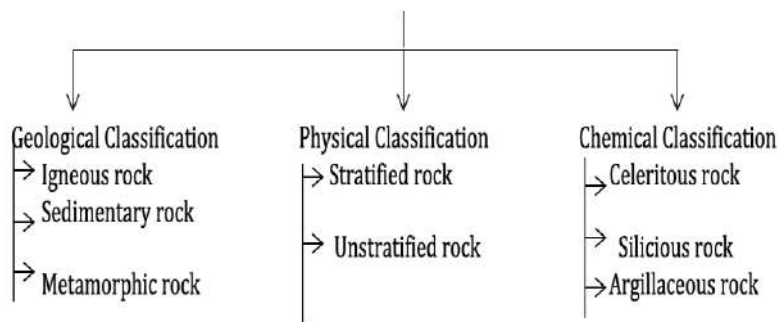 Geological Classification
Igneous rock
Sedimentary rock
Metamorphic rock
Physical Classification
Stratified rock
Unstratified rock
Chemical Classification
Celeritous rock
Silicious rock
Argillaceous rock